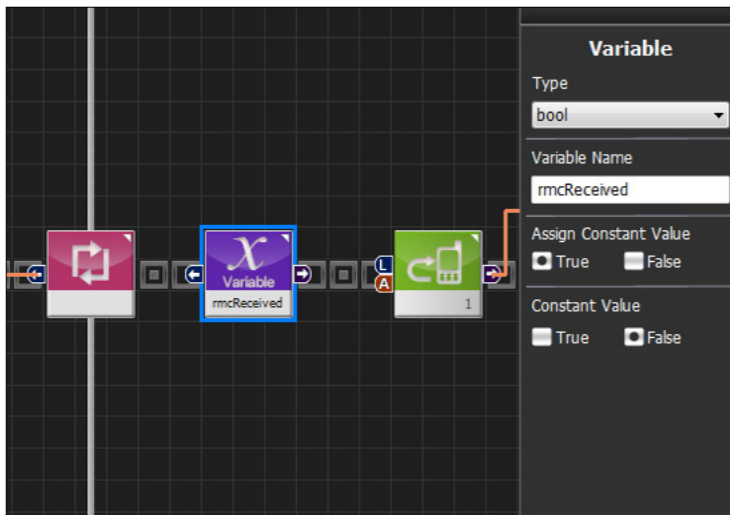 Variable
Type
bool
Variable Name
rmcReceived
Assign Constant Value
True False
Constant Value
True False
X
Variable
rmcReceived
L
A
1